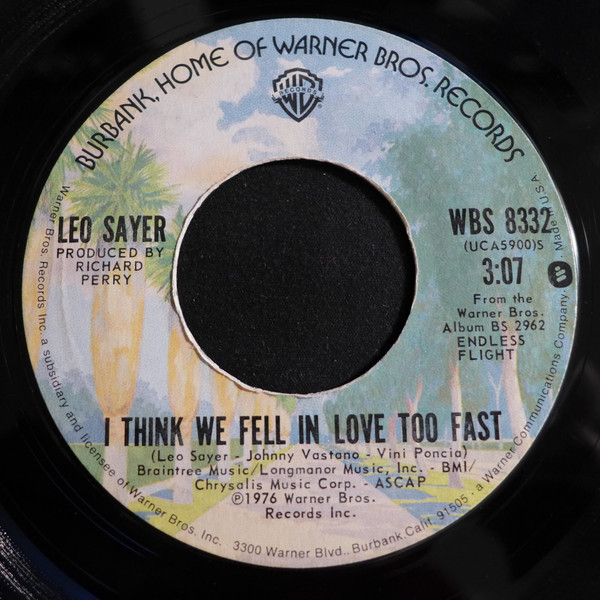 BURBANK, HOME OF WARNER BROS. RECORDS
WB
RECORDS
®
LEO SAYER
PRODUCED BY
RICHARD
PERRY
WBS 8332
(UCA5900)S
3:07
From the
Warner Bros.
Album BS 2962
ENDLESS
FLIGHT
I THINK WE FELL IN LOVE TOO FAST
(Leo Sayer - Johnny Vastano - Vini Poncia)
Braintree Music/Longmanor Music, Inc. - BMI/
Chrysalis Music Corp. - ASCAP
℗1976 Warner Bros.
Records Inc.
Warner Bros. Records Inc. a subsidiary and licensee of Warner Bros. Inc. 3300 Warner Blvd., Burbank, Calif. 91505 · a Warner Communications Company. Made in U.S.A.